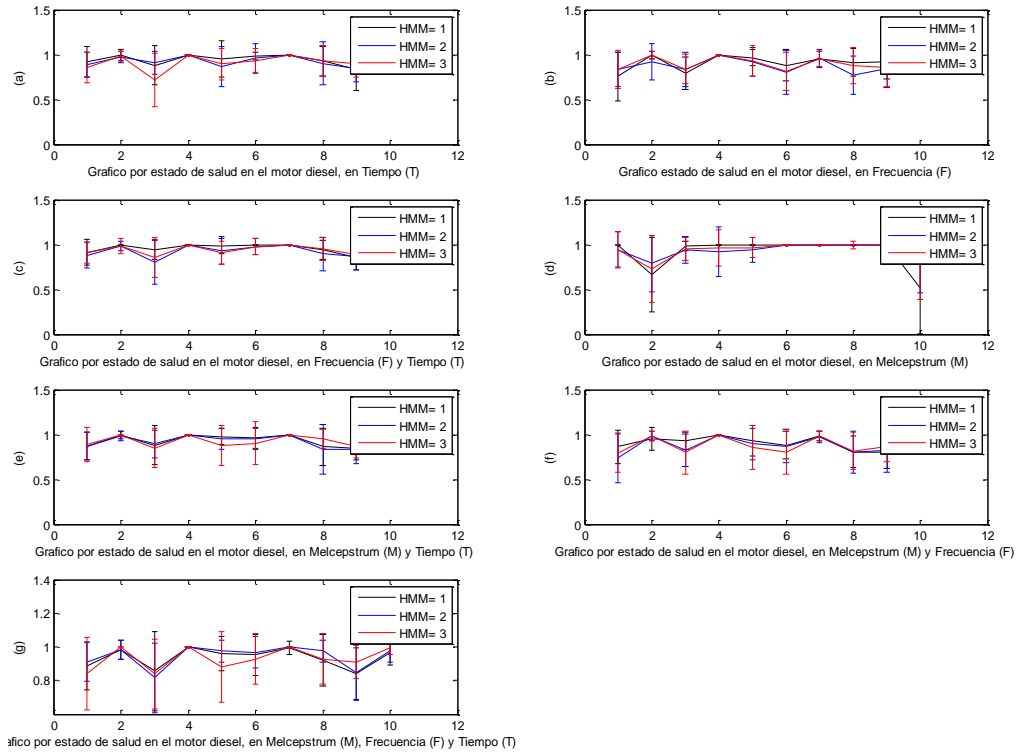 1.5
1
0.5
0
(a)
0 2 4 6 8 10 12
HMM= 1
HMM= 2
HMM= 3
Grafico por estado de salud en el motor diesel, en Tiempo (T)
1.5
1
0.5
0
(b)
0 2 4 6 8 10 12
HMM= 1
HMM= 2
HMM= 3
Grafico estado de salud en el motor diesel, en Frecuencia (F)
1.5
1
0.5
0
(c)
0 2 4 6 8 10 12
HMM= 1
HMM= 2
HMM= 3
Grafico por estado de salud en el motor diesel, en Frecuencia (F) y Tiempo (T)
1.5
1
0.5
0
(d)
0 2 4 6 8 10 12
HMM= 1
HMM= 2
HMM= 3
Grafico estado de salud en el motor diesel, en Melcepstrum (M)
1.5
1
0.5
0
(e)
0 2 4 6 8 10 12
HMM= 1
HMM= 2
HMM= 3
Grafico por estado de salud en el motor diesel, en Melcepstrum (M) y Tiempo (T)
1.5
1
0.5
0
(f)
0 2 4 6 8 10 12
HMM= 1
HMM= 2
HMM= 3
Grafico por estado de salud en el motor diesel, en Melcepstrum (M) y Frecuencia (F)
1.4
1.2
1
0.8
(g)
0 2 4 6 8 10 12
HMM= 1
HMM= 2
HMM= 3
afico por estado de salud en el motor diesel, en Melcepstrum (M), Frecuencia (F) y Tiempo (T)